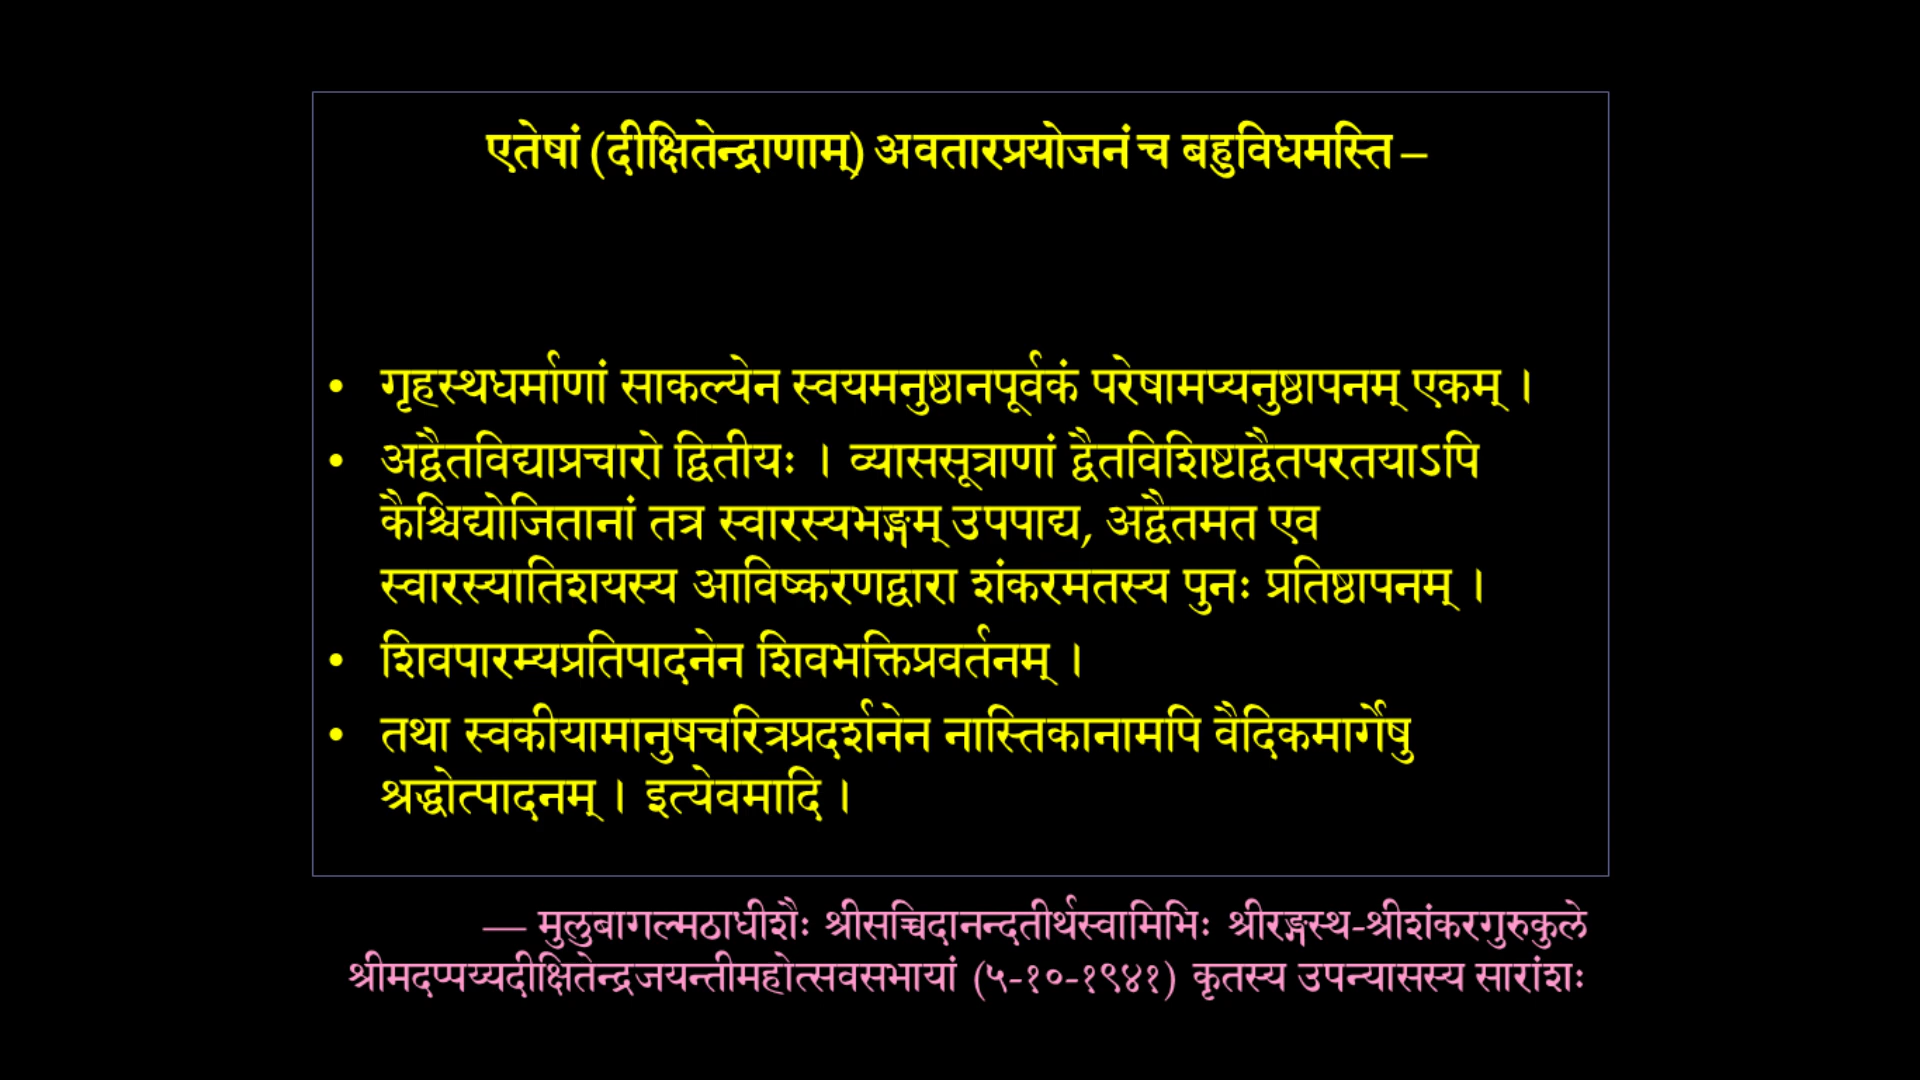 एतेषां (दीक्षितेन्द्राणाम्) अवतारप्रयोजनं च बहुविधमस्ति –
• गृहस्थधर्माणां साकल्येन स्वयमनुष्ठानपूर्वकं परेषामप्यनुष्ठापनम् एकम् ।
• अद्वैतविद्याप्रचारो द्वितीयः । व्याससूत्राणां द्वैतविशिष्टाद्वैतपरतयाऽपि
कैश्चिद्योजितानां तत्र स्वारस्यभङ्गम् उपपाद्य, अद्वैतमत एव
स्वारस्यातिशयस्य आविष्करणद्वारा शंकरमतस्य पुनः प्रतिष्ठापनम् ।
• शिवपारम्यप्रतिपादनेन शिवभक्तिप्रवर्तनम् ।
• तथा स्वकीयामानुषचरित्रप्रदर्शनेन नास्तिकानामपि वैदिकमार्गेषु
श्रद्धोत्पादनम् । इत्येवमादि ।
— मुलुबागल्मठाधीशैः श्रीसच्चिदानन्दतीर्थस्वामिभिः श्रीरङ्गस्थ-श्रीशंकरगुरुकुले
श्रीमदप्पय्यदीक्षितेन्द्रजयन्तीमहोत्सवसभायां (५-१०-१९४१) कृतस्य उपन्यासस्य सारांशः